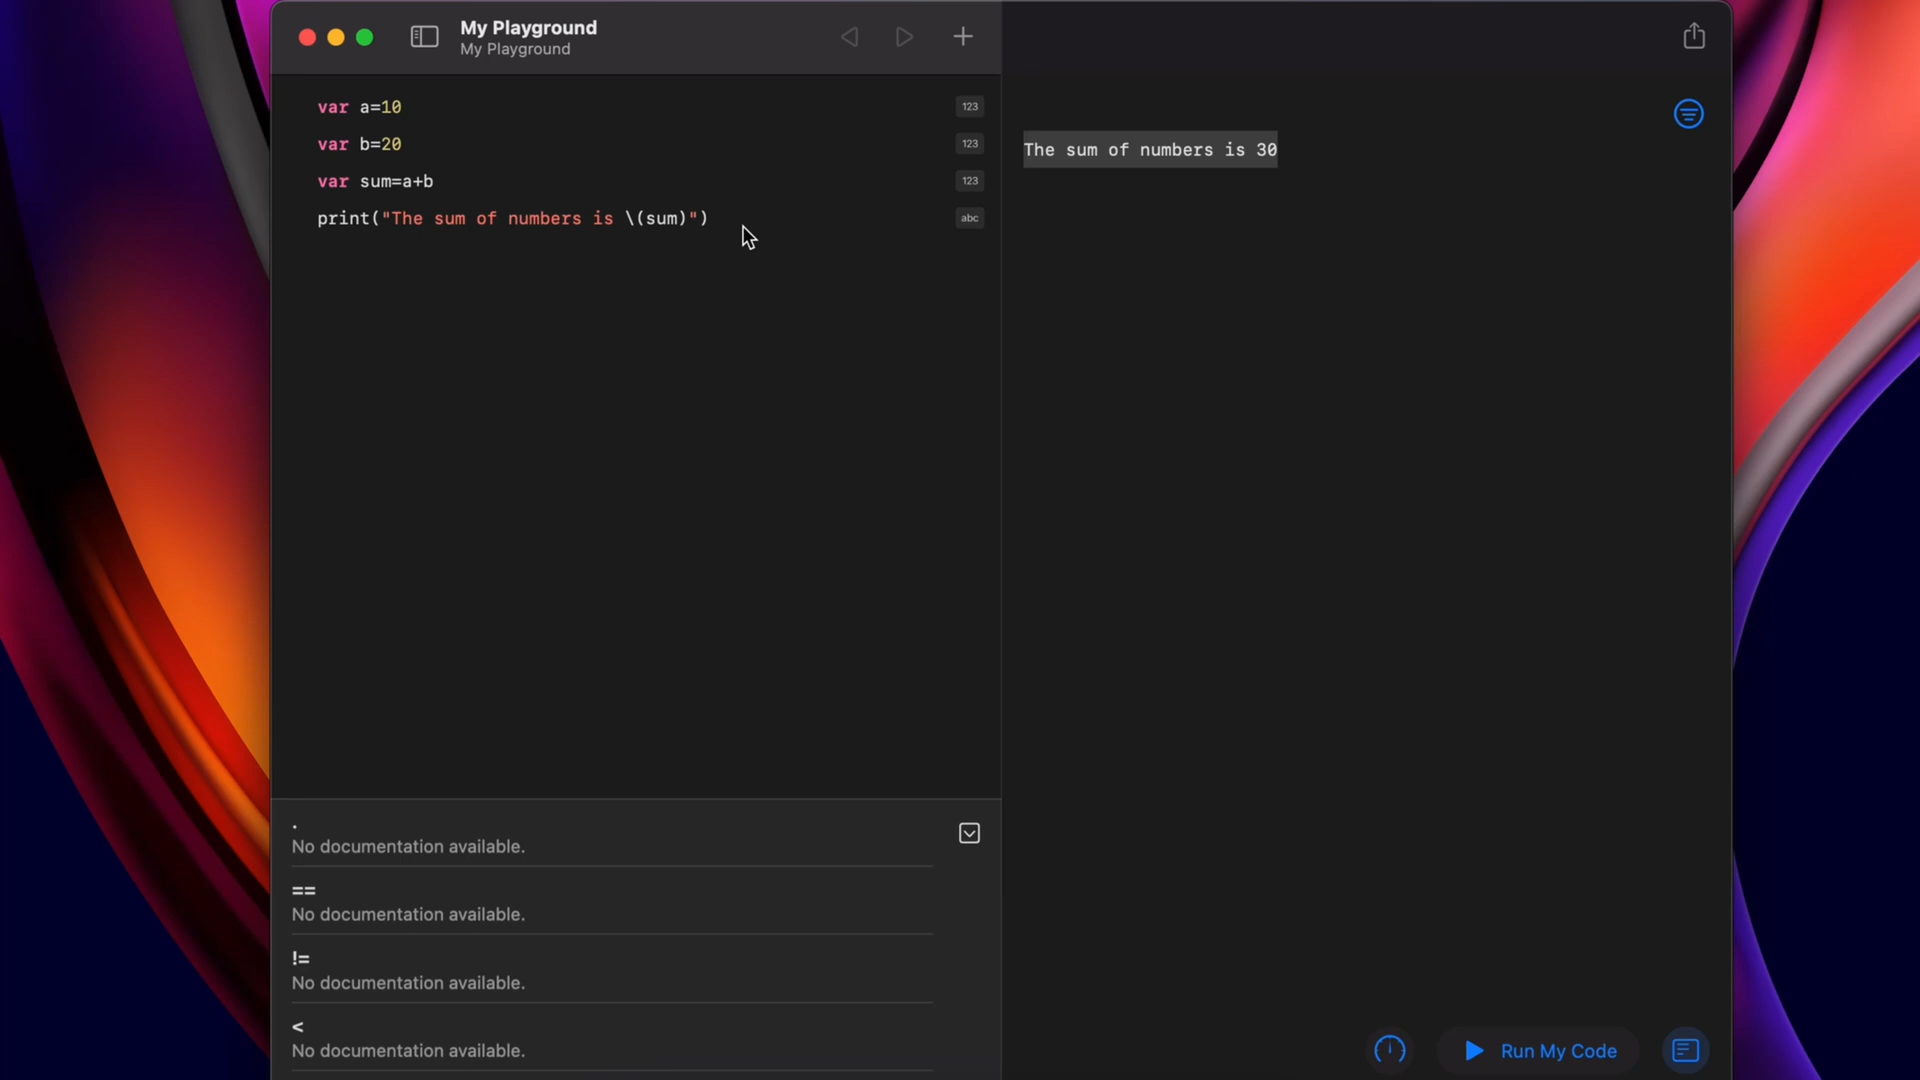 My Playground
My Playground
var a=10
123
var b=20
123
var sum=a+b
123
print("The sum of numbers is \(sum)")
abc
.
No documentation available.
==
No documentation available.
!=
No documentation available.
<
No documentation available.
The sum of numbers is 30
Run My Code